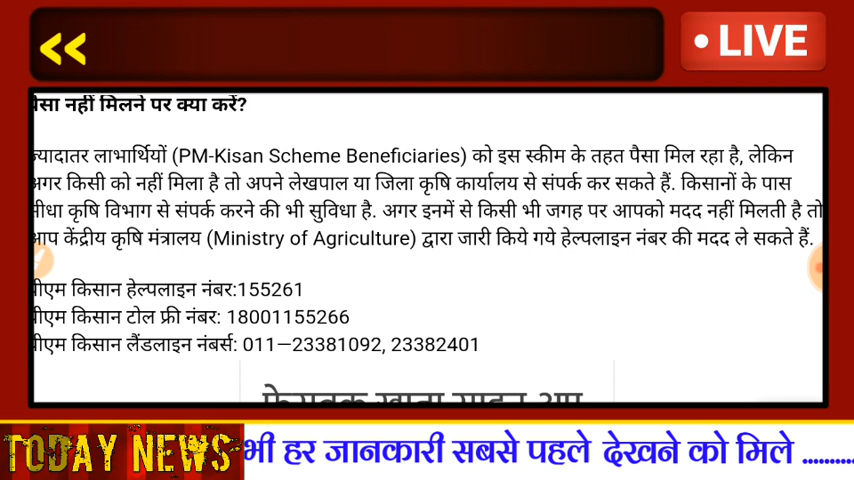 <<
• LIVE
पैसा नहीं मिलने पर क्या करें?
ज्यादातर लाभार्थियों (PM-Kisan Scheme Beneficiaries) को इस स्कीम के तहत पैसा मिल रहा है, लेकिन
अगर किसी को नहीं मिला है तो अपने लेखपाल या जिला कृषि कार्यालय से संपर्क कर सकते हैं. किसानों के पास
सीधा कृषि विभाग से संपर्क करने की भी सुविधा है. अगर इनमें से किसी भी जगह पर आपको मदद नहीं मिलती है तो
आप केंद्रीय कृषि मंत्रालय (Ministry of Agriculture) द्वारा जारी किये गये हेल्पलाइन नंबर की मदद ले सकते हैं.
पीएम किसान हेल्पलाइन नंबर:155261
पीएम किसान टोल फ्री नंबर: 18001155266
पीएम किसान लैंडलाइन नंबर्स: 011—23381092, 23382401
TODAY NEWS
भी हर जानकारी सबसे पहले देखने को मिले ..........